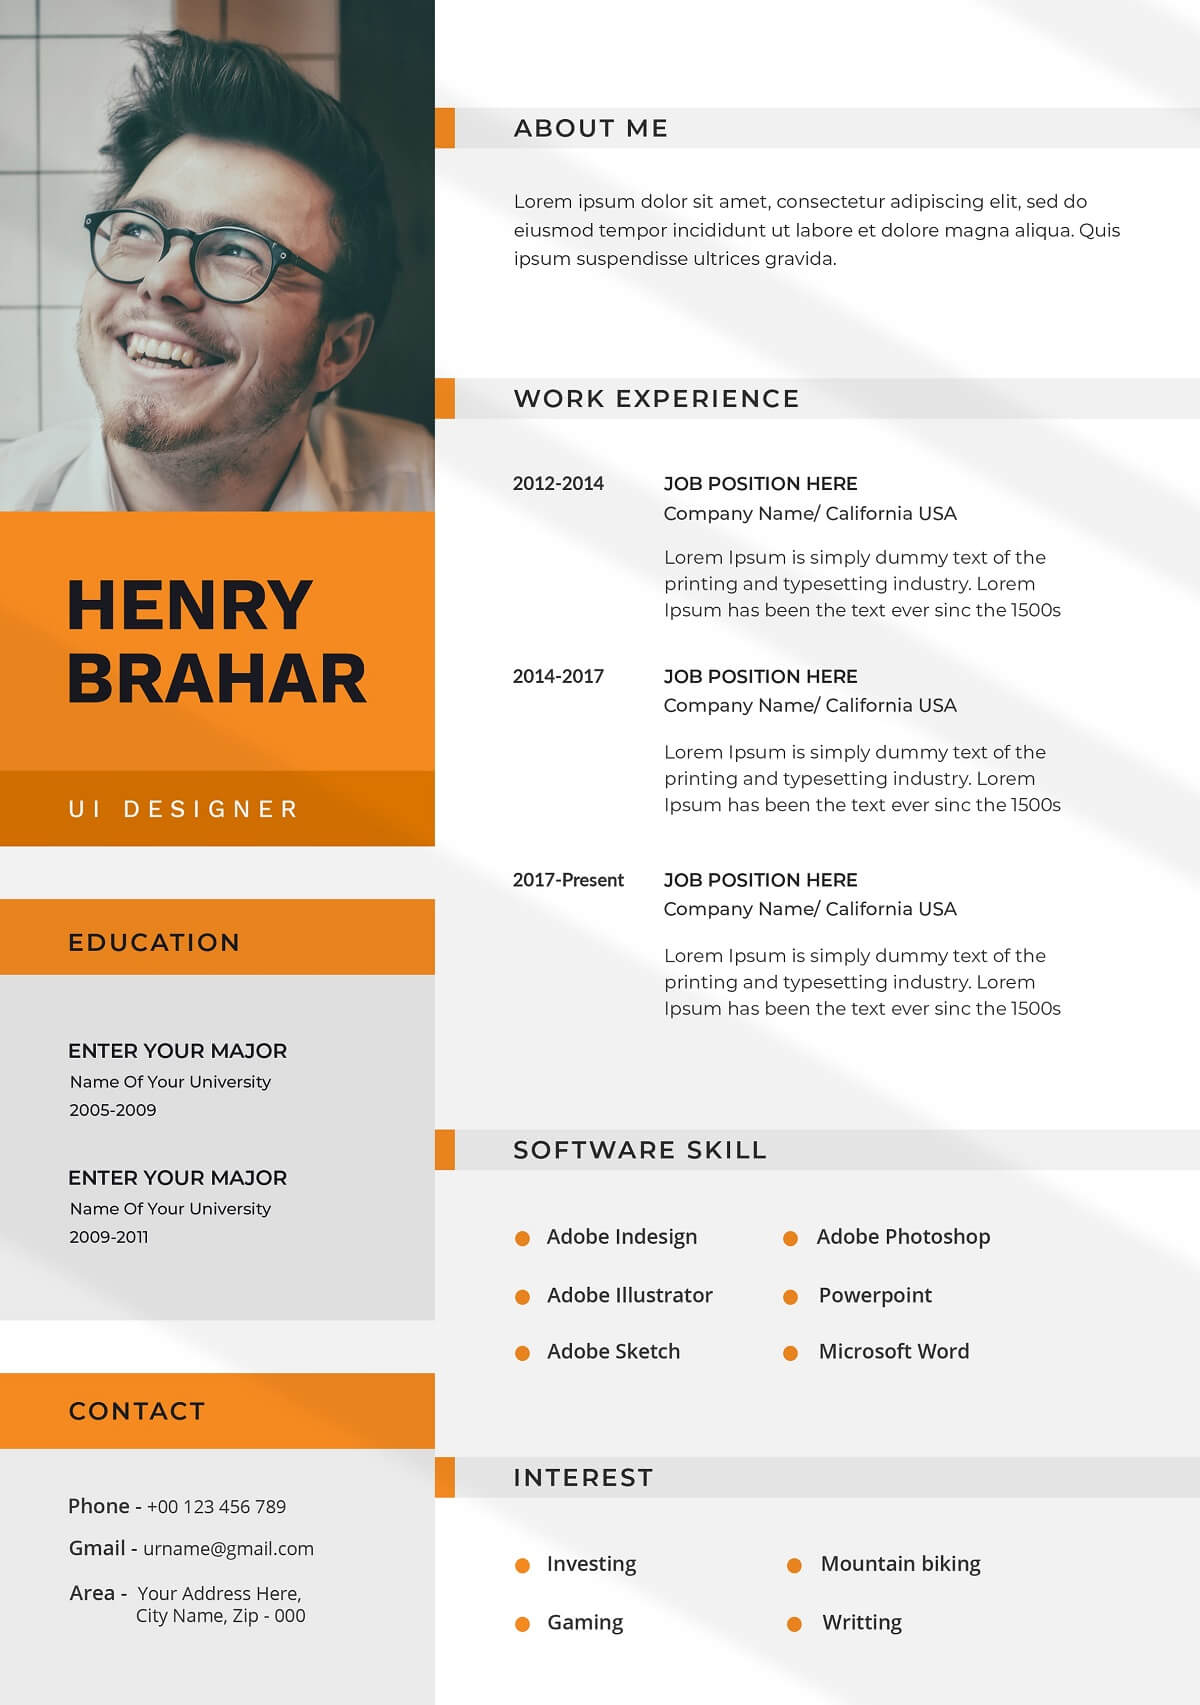 HENRY
BRAHAR
UI DESIGNER
EDUCATION
ENTER YOUR MAJOR
Name Of Your University
2005-2009
ENTER YOUR MAJOR
Name Of Your University
2009-2011
CONTACT
Phone - +00 123 456 789
Gmail - urname@gmail.com
Area - Your Address Here,
City Name, Zip - 000
ABOUT ME
Lorem ipsum dolor sit amet, consectetur adipiscing elit, sed do
eiusmod tempor incididunt ut labore et dolore magna aliqua. Quis
ipsum suspendisse ultrices gravida.
WORK EXPERIENCE
2012-2014 JOB POSITION HERE
Company Name/ California USA
Lorem Ipsum is simply dummy text of the
printing and typesetting industry. Lorem
Ipsum has been the text ever sinc the 1500s
2014-2017 JOB POSITION HERE
Company Name/ California USA
Lorem Ipsum is simply dummy text of the
printing and typesetting industry. Lorem
Ipsum has been the text ever sinc the 1500s
2017-Present JOB POSITION HERE
Company Name/ California USA
Lorem Ipsum is simply dummy text of the
printing and typesetting industry. Lorem
Ipsum has been the text ever sinc the 1500s
SOFTWARE SKILL
Adobe Indesign Adobe Photoshop
Adobe Illustrator Powerpoint
Adobe Sketch Microsoft Word
INTEREST
Investing Mountain biking
Gaming Writting